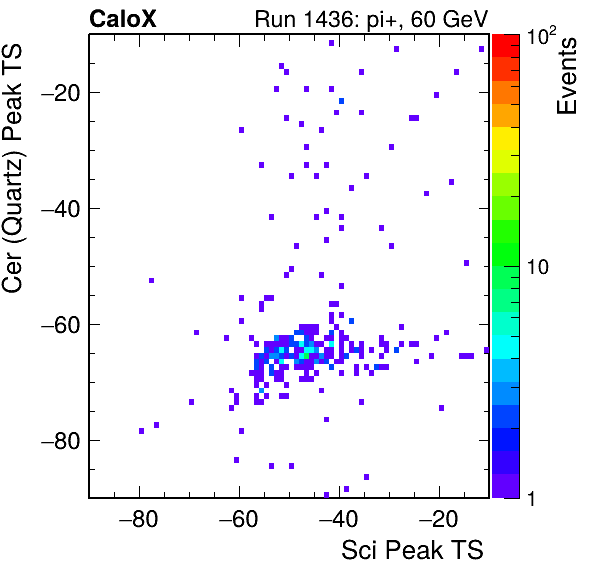 CaloX Run 1436: pi+, 60 GeV
Cer (Quartz) Peak TS
−20
−40
−60
−80
−80 −60 −40 −20
Sci Peak TS
10²
10
1
Events